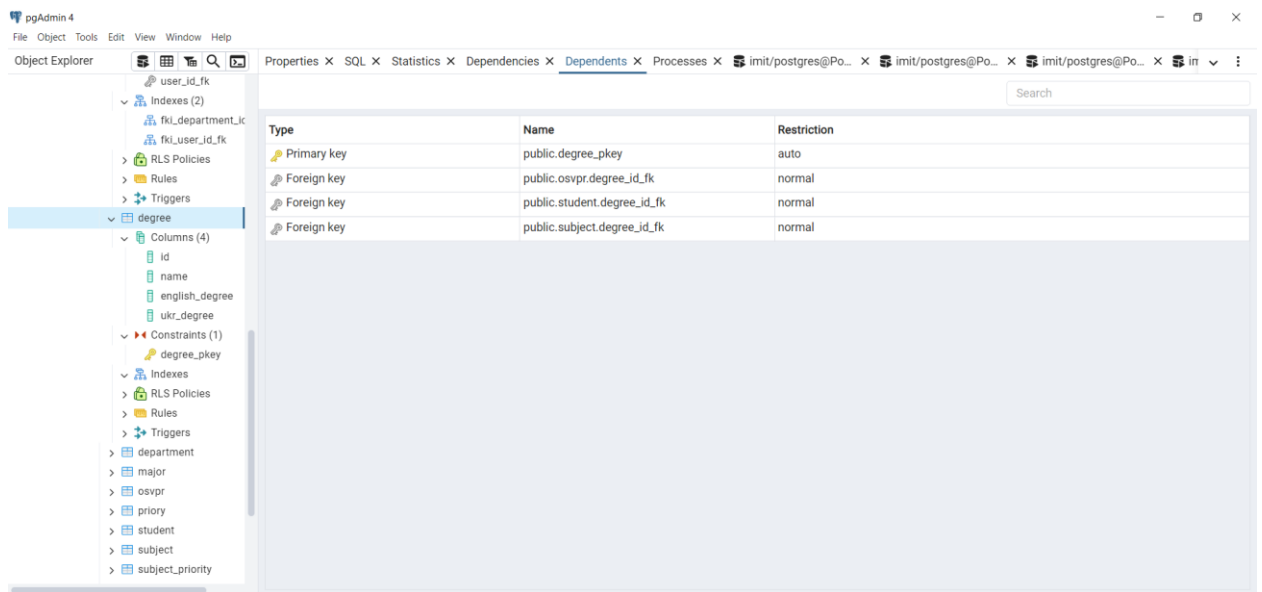 pgAdmin 4
File Object Tools Edit View Window Help
Object Explorer
Properties SQL Statistics Dependencies Dependents Processes imit/postgres@Po... imit/postgres@Po... imit/postgres@Po... im
user_id_fk
Indexes (2)
fki_department_id
fki_user_id_fk
RLS Policies
Rules
Triggers
degree
Columns (4)
id
name
english_degree
ukr_degree
Constraints (1)
degree_pkey
Indexes
RLS Policies
Rules
Triggers
department
major
osvpr
priory
student
subject
subject_priority
Search
Type Name Restriction
Primary key public.degree_pkey auto
Foreign key public.osvpr.degree_id_fk normal
Foreign key public.student.degree_id_fk normal
Foreign key public.subject.degree_id_fk normal